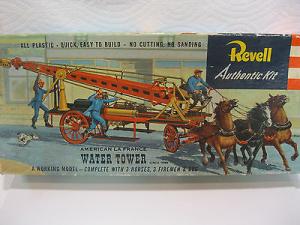 ALL PLASTIC - QUICK, EASY TO BUILD - NO CUTTING, NO SANDING
Revell
Authentic Kit
AMERICAN LA FRANCE
WATER TOWER
A WORKING MODEL - COMPLETE WITH 3 HORSES, 3 FIREMEN & DOG